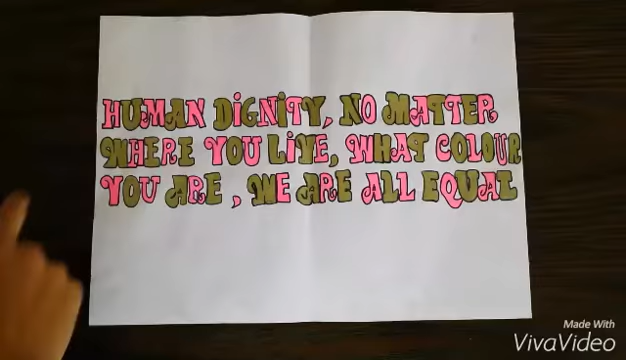 HUMAN DIGNITY, NO MATTER
WHERE YOU LIVE, WHAT COLOUR
YOU ARE , WE ARE ALL EQUAL
Made With
VivaVideo